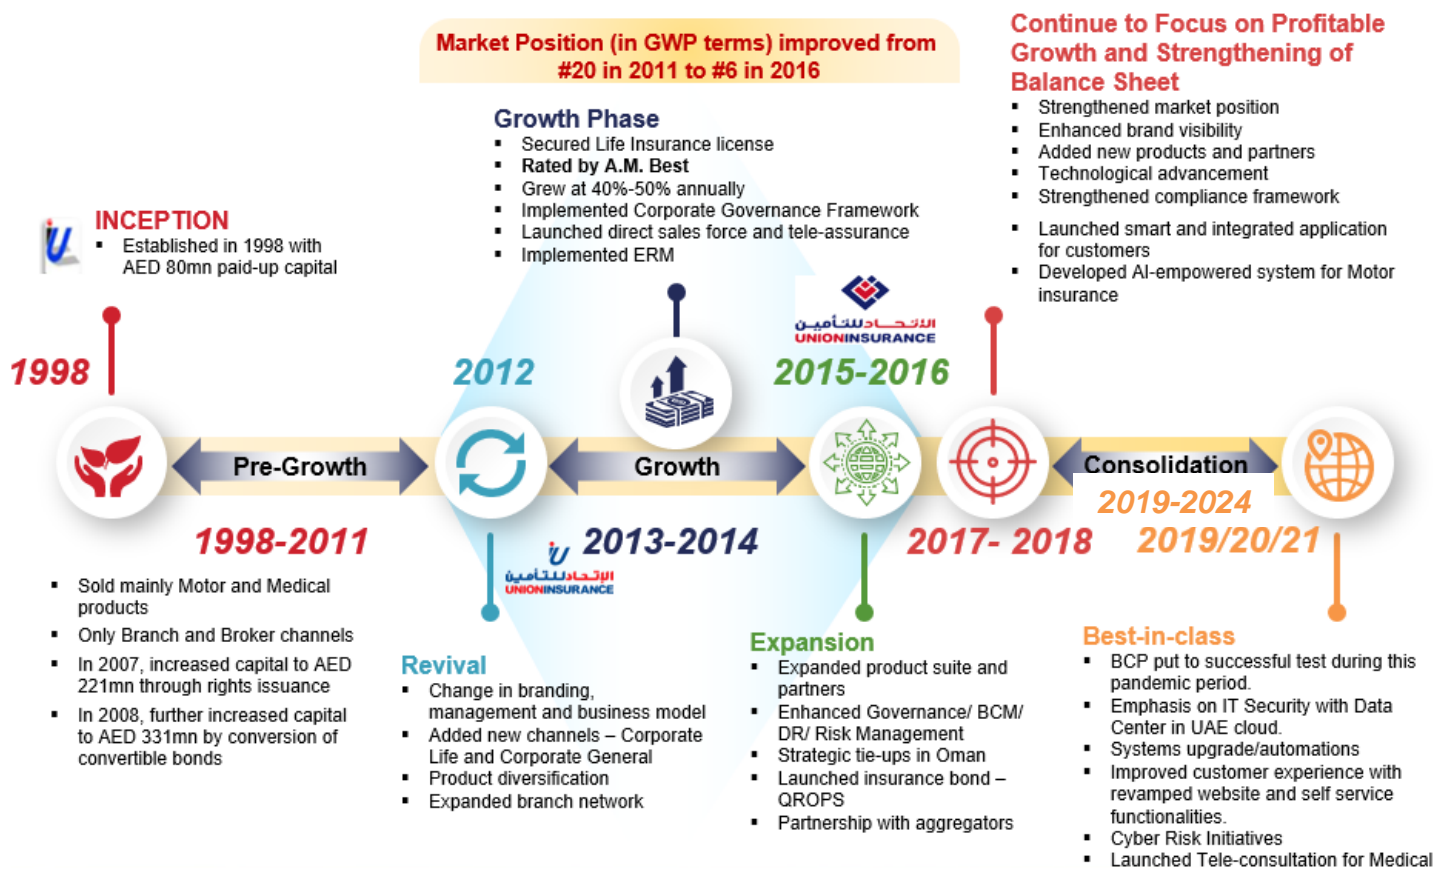 Market Position (in GWP terms) improved from
#20 in 2011 to #6 in 2016
Continue to Focus on Profitable
Growth and Strengthening of
Balance Sheet
▪ Strengthened market position
▪ Enhanced brand visibility
▪ Added new products and partners
▪ Technological advancement
▪ Strengthened compliance framework
▪ Launched smart and integrated application
for customers
▪ Developed AI-empowered system for Motor
insurance
Growth Phase
▪ Secured Life Insurance license
▪ Rated by A.M. Best
▪ Grew at 40%-50% annually
▪ Implemented Corporate Governance Framework
▪ Launched direct sales force and tele-assurance
▪ Implemented ERM
iU
INCEPTION
▪ Established in 1998 with
AED 80mn paid-up capital
الاتحاد للتأمين
UNIONINSURANCE
1998
2012
2015-2016
Pre-Growth
Growth
Consolidation
2019-2024
1998-2011
2013-2014
2017- 2018
2019/20/21
iU
الإتحاد للتأمين
UNIONINSURANCE
▪ Sold mainly Motor and Medical
products
▪ Only Branch and Broker channels
▪ In 2007, increased capital to AED
221mn through rights issuance
▪ In 2008, further increased capital
to AED 331mn by conversion of
convertible bonds
Revival
▪ Change in branding,
management and business model
▪ Added new channels – Corporate
Life and Corporate General
▪ Product diversification
▪ Expanded branch network
Expansion
▪ Expanded product suite and
partners
▪ Enhanced Governance/ BCM/
DR/ Risk Management
▪ Strategic tie-ups in Oman
▪ Launched insurance bond –
QROPS
▪ Partnership with aggregators
Best-in-class
▪ BCP put to successful test during this
pandemic period.
▪ Emphasis on IT Security with Data
Center in UAE cloud.
▪ Systems upgrade/automations
▪ Improved customer experience with
revamped website and self service
functionalities.
▪ Cyber Risk Initiatives
▪ Launched Tele-consultation for Medical